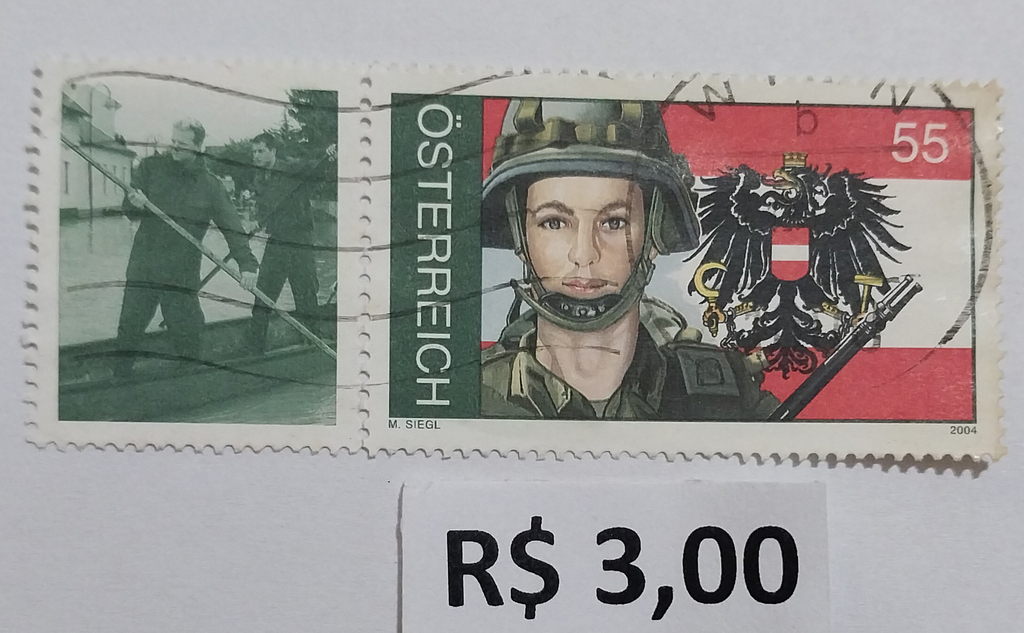 ÖSTERREICH
55
M. SIEGL
2004
R$ 3,00